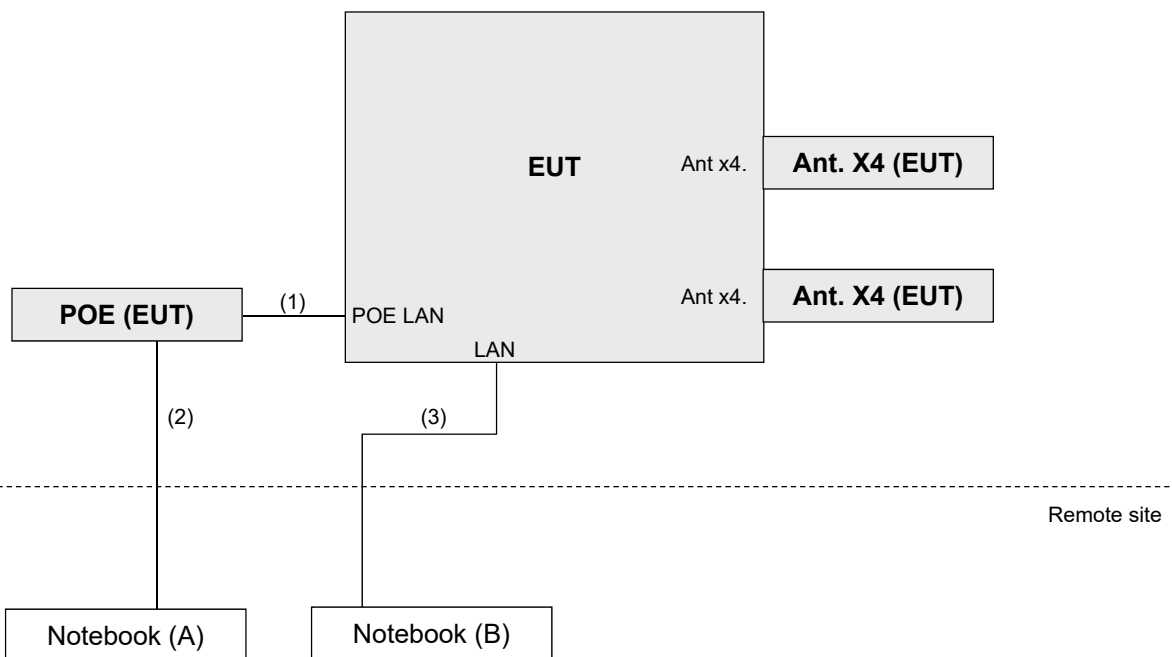 EUT
Ant x4.
Ant. X4 (EUT)
Ant x4.
Ant. X4 (EUT)
POE (EUT)
(1)
POE LAN
LAN
(2)
(3)
Remote site
Notebook (A)
Notebook (B)